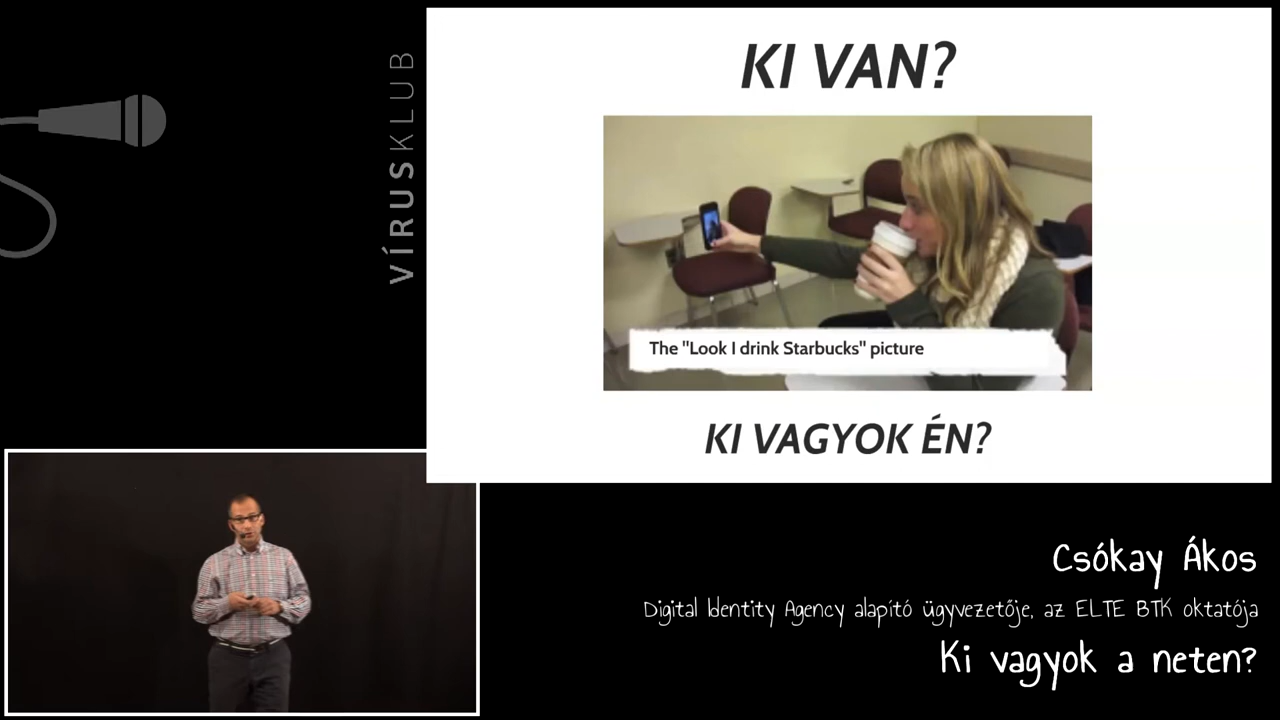 VÍRUSKLUB
KI VAN?
The "Look I drink Starbucks" picture
KI VAGYOK ÉN?
Csókay Ákos
Digital Identity Agency alapító ügyvezetője, az ELTE BTK oktatója
Ki vagyok a neten?